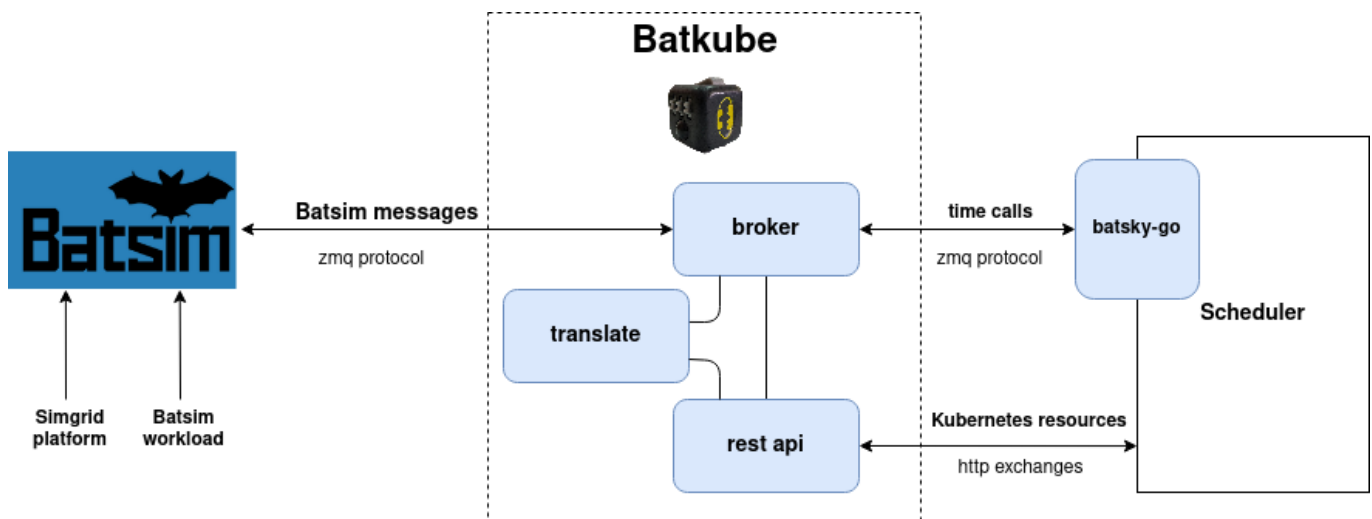 Batkube
Batsim
Batsim messages
zmq protocol
broker
time calls
zmq protocol
batsky-go
Scheduler
translate
Simgrid
platform
Batsim
workload
rest api
Kubernetes resources
http exchanges